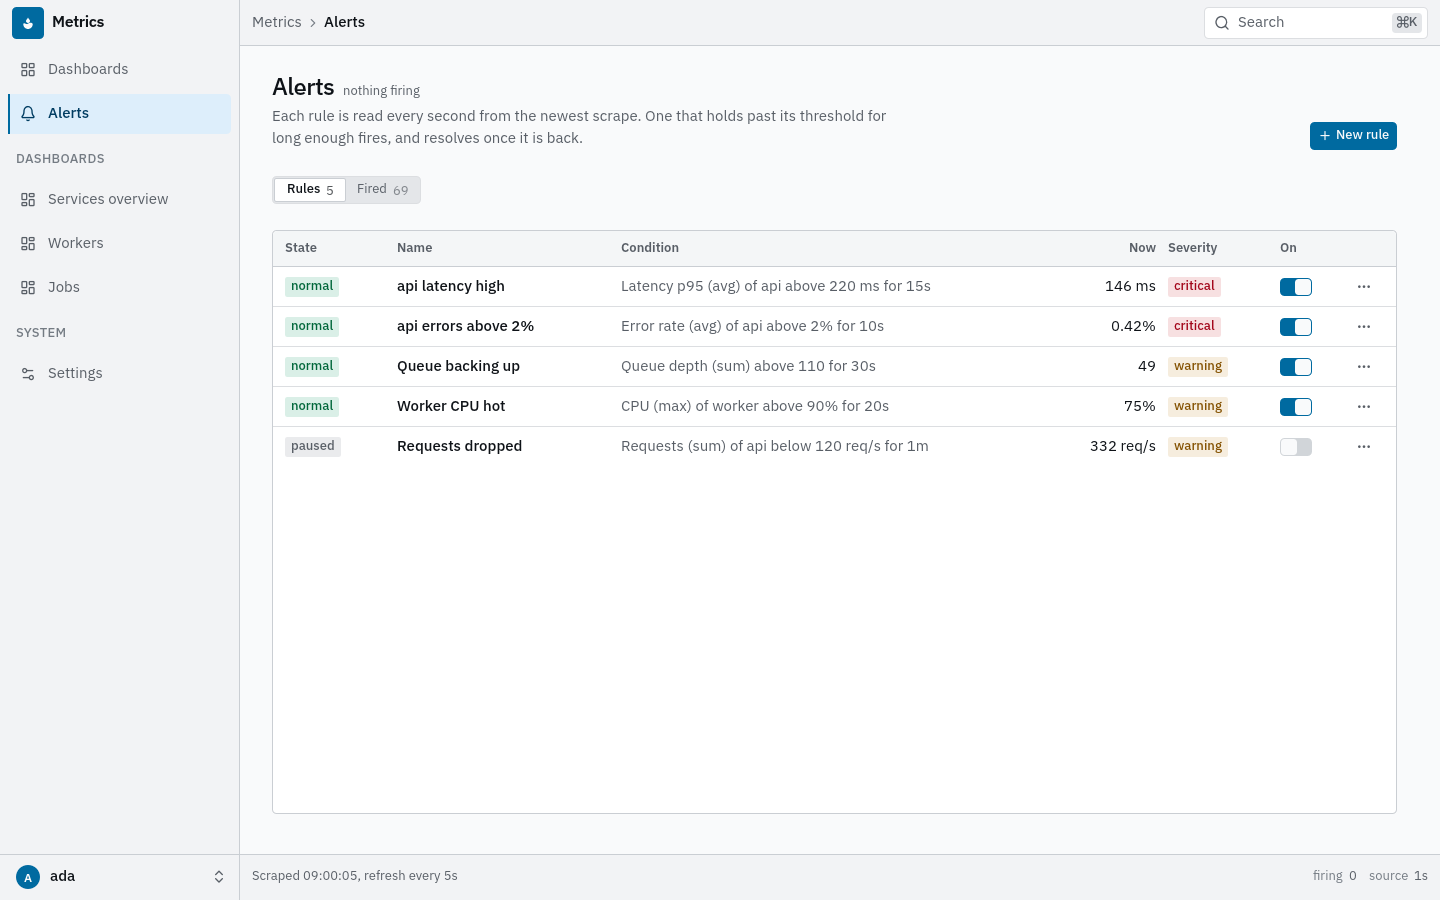 Metrics
Dashboards
Alerts
DASHBOARDS
Services overview
Workers
Jobs
SYSTEM
Settings
A ada
Metrics > Alerts
Search ⌘K
Alerts nothing firing
Each rule is read every second from the newest scrape. One that holds past its threshold for
long enough fires, and resolves once it is back.
+ New rule
Rules 5 Fired 69
State Name Condition Now Severity On
normal api latency high Latency p95 (avg) of api above 220 ms for 15s 146 ms critical
normal api errors above 2% Error rate (avg) of api above 2% for 10s 0.42% critical
normal Queue backing up Queue depth (sum) above 110 for 30s 49 warning
normal Worker CPU hot CPU (max) of worker above 90% for 20s 75% warning
paused Requests dropped Requests (sum) of api below 120 req/s for 1m 332 req/s warning
Scraped 09:00:05, refresh every 5s
firing 0 source 1s